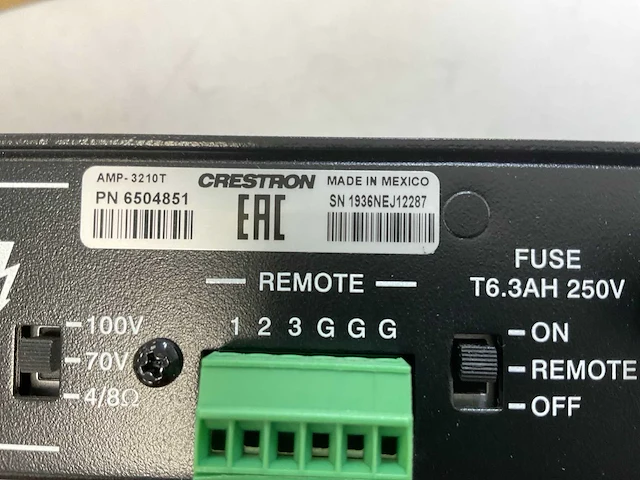 AMP-3210T
CRESTRON
MADE IN MEXICO
PN 6504851
EAC
SN 1936NEJ12287
FUSE
T6.3AH 250V
REMOTE
1 2 3 G G G
100V
70V
4/8Ω
ON
REMOTE
OFF